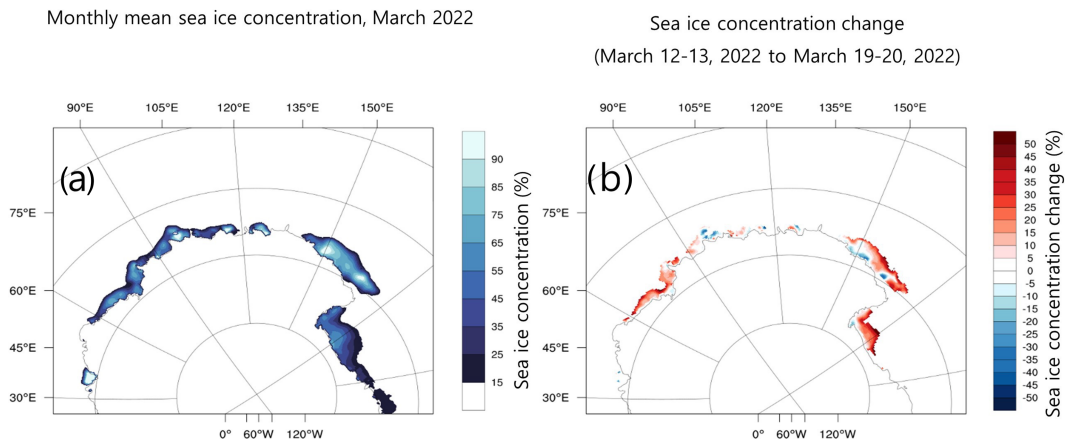 Monthly mean sea ice concentration, March 2022
90°E 105°E 120°E 135°E 150°E
(a)
75°E
60°E
45°E
30°E
0° 60°W 120°W
90
85
75
65
55
45
35
25
15
Sea ice concentration (%)
Sea ice concentration change
(March 12-13, 2022 to March 19-20, 2022)
90°E 105°E 120°E 135°E 150°E
(b)
75°E
60°E
45°E
30°E
0° 60°W 120°W
50
45
40
35
30
25
20
15
10
5
0
-5
-10
-15
-20
-25
-30
-35
-40
-45
-50
Sea ice concentration change (%)